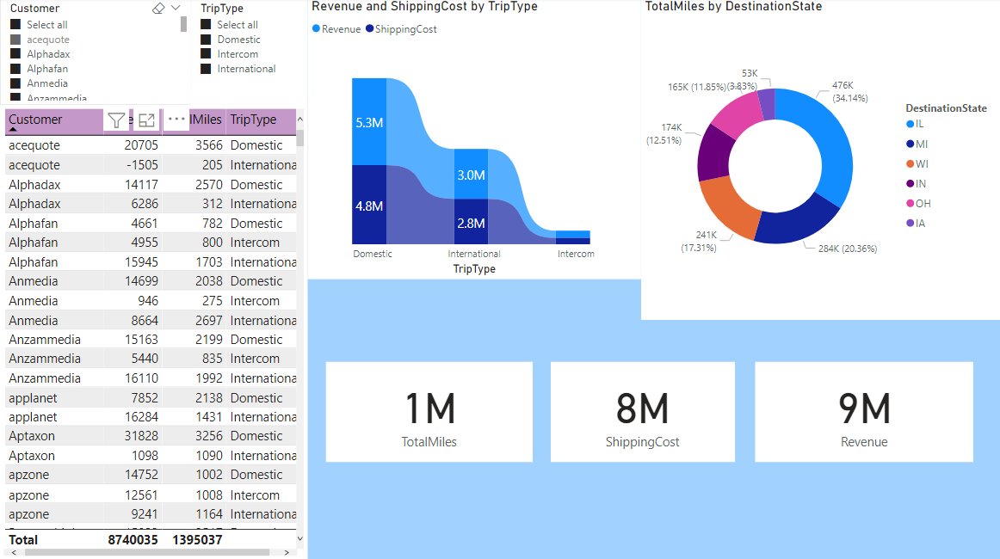 Customer
Select all
acequote
Alphadax
Alphafan
Anmedia
Anzammedia
TripType
Select all
Domestic
Intercom
International
Customer e lMiles TripType
acequote 20705 3566 Domestic
acequote -1505 205 Internationa
Alphadax 14117 2570 Domestic
Alphadax 6286 312 Internationa
Alphafan 4661 782 Domestic
Alphafan 4955 800 Intercom
Alphafan 15945 1703 Internationa
Anmedia 14699 2038 Domestic
Anmedia 946 275 Intercom
Anmedia 8664 2697 Internationa
Anzammedia 15163 2199 Domestic
Anzammedia 5440 835 Intercom
Anzammedia 16110 1992 Internationa
applanet 7852 2138 Domestic
applanet 16284 1431 Internationa
Aptaxon 31828 3256 Domestic
Aptaxon 1098 1090 Internationa
apzone 14752 1002 Domestic
apzone 12561 1008 Intercom
apzone 9241 1164 Internationa
Total 8740035 1395037
Revenue and ShippingCost by TripType
Revenue ShippingCost
5.3M
4.8M
3.0M
2.8M
Domestic International Intercom
TripType
TotalMiles by DestinationState
476K
(34.14%)
284K (20.36%)
241K
(17.31%)
174K
(12.51%)
165K (11.85%)
53K
(3.83%)
DestinationState
IL
MI
WI
IN
OH
IA
1M
TotalMiles
8M
ShippingCost
9M
Revenue